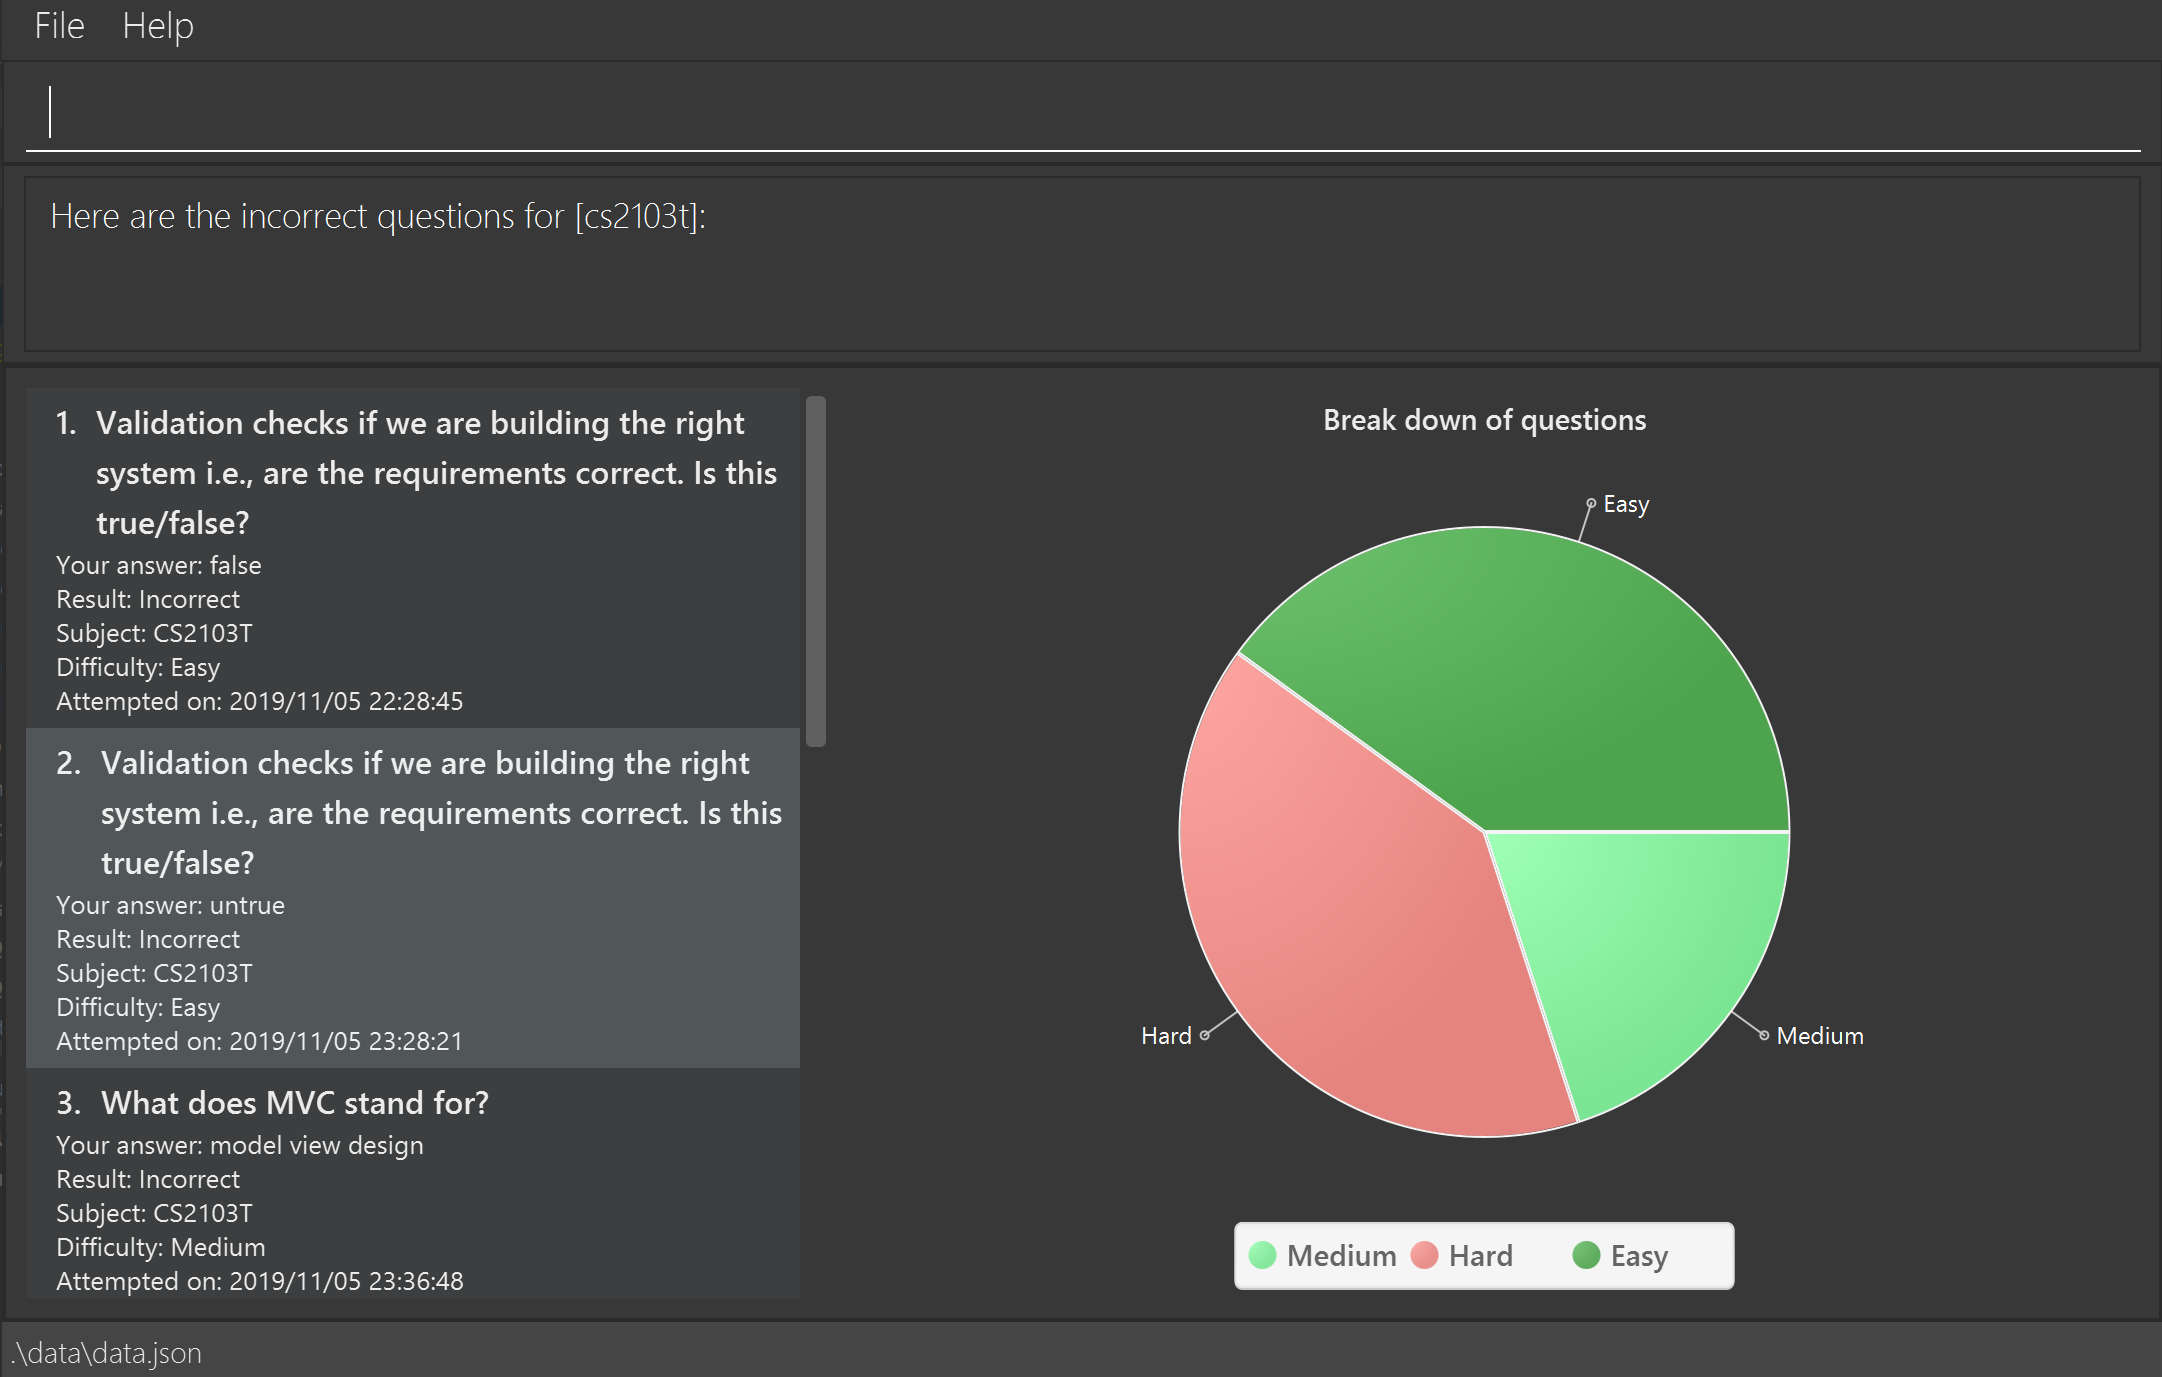 File Help
Here are the incorrect questions for [cs2103t]:
1. Validation checks if we are building the right
system i.e., are the requirements correct. Is this
true/false?
Your answer: false
Result: Incorrect
Subject: CS2103T
Difficulty: Easy
Attempted on: 2019/11/05 22:28:45
2. Validation checks if we are building the right
system i.e., are the requirements correct. Is this
true/false?
Your answer: untrue
Result: Incorrect
Subject: CS2103T
Difficulty: Easy
Attempted on: 2019/11/05 23:28:21
3. What does MVC stand for?
Your answer: model view design
Result: Incorrect
Subject: CS2103T
Difficulty: Medium
Attempted on: 2019/11/05 23:36:48
Break down of questions
Easy
Hard
Medium
Medium Hard Easy
.\data\data.json